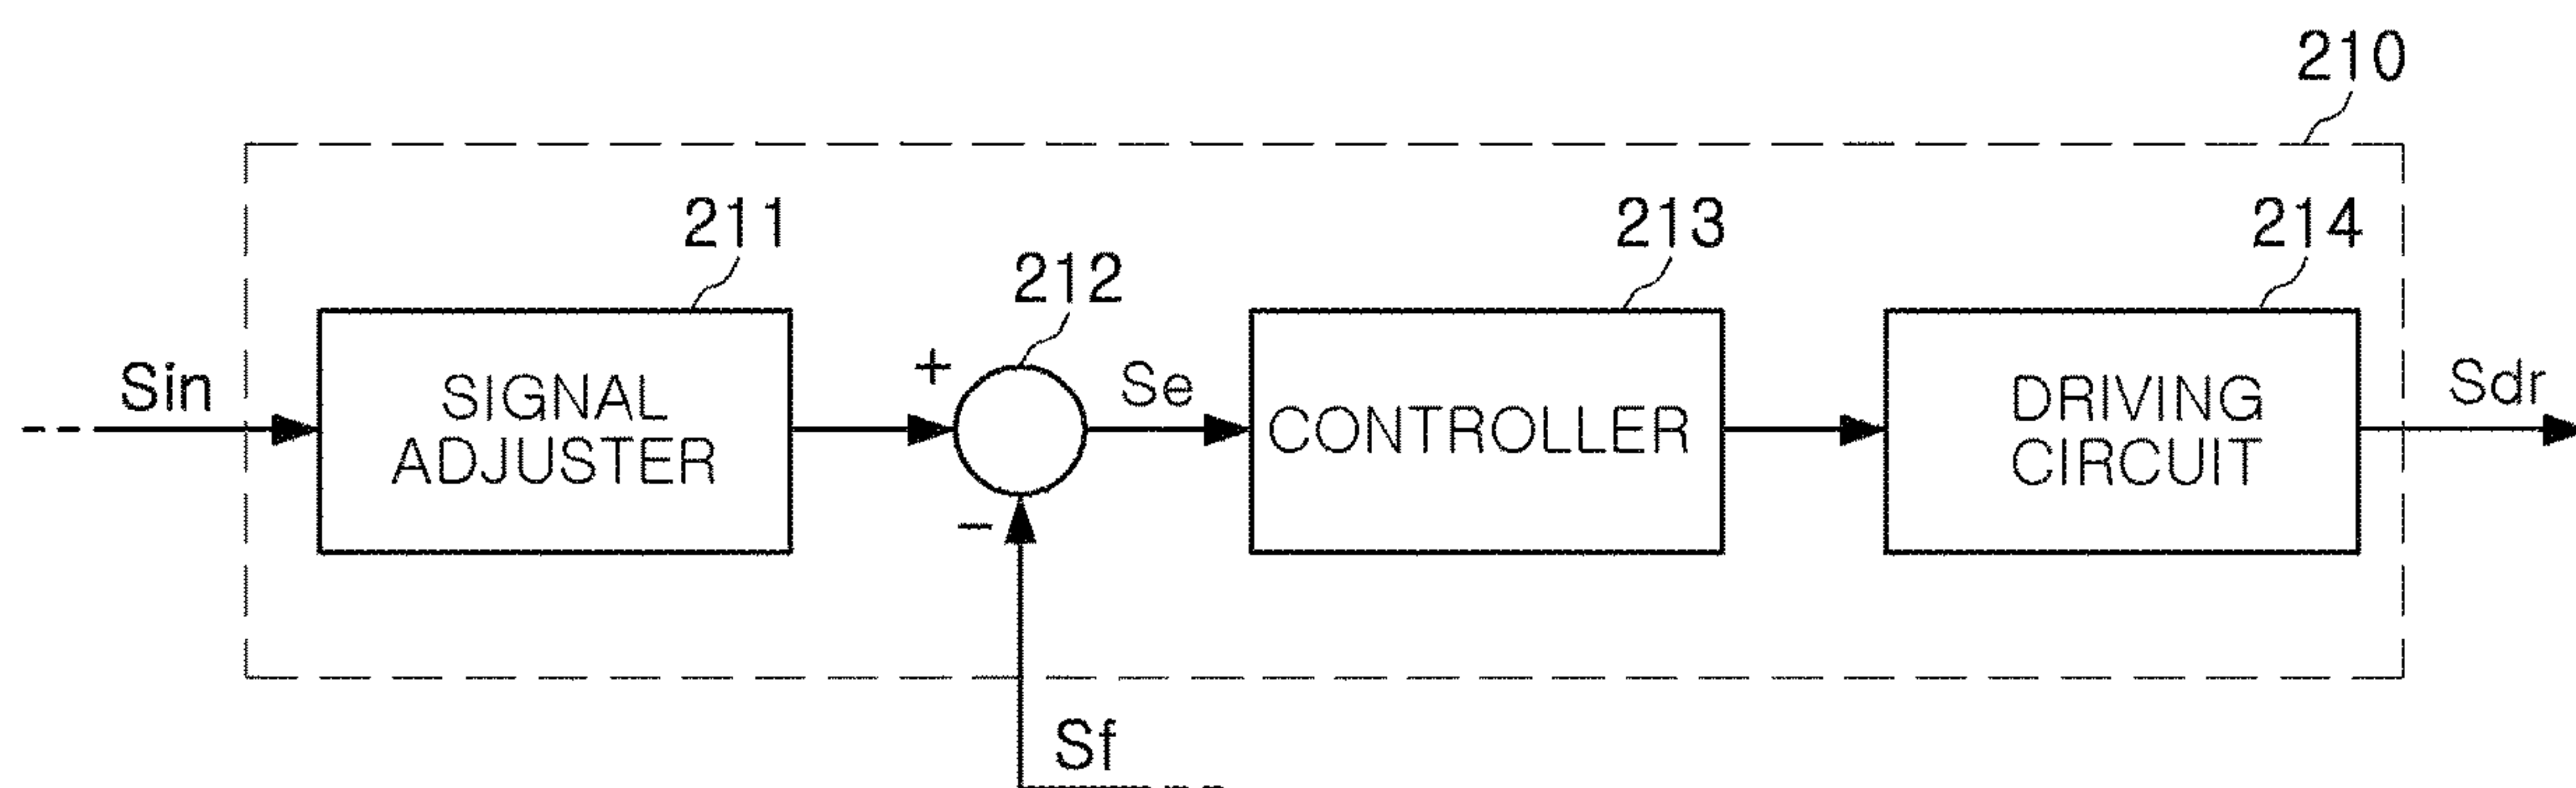 210
211
212
213
214
Sin
SIGNAL
ADJUSTER
+
−
Se
CONTROLLER
DRIVING
CIRCUIT
Sdr
Sf